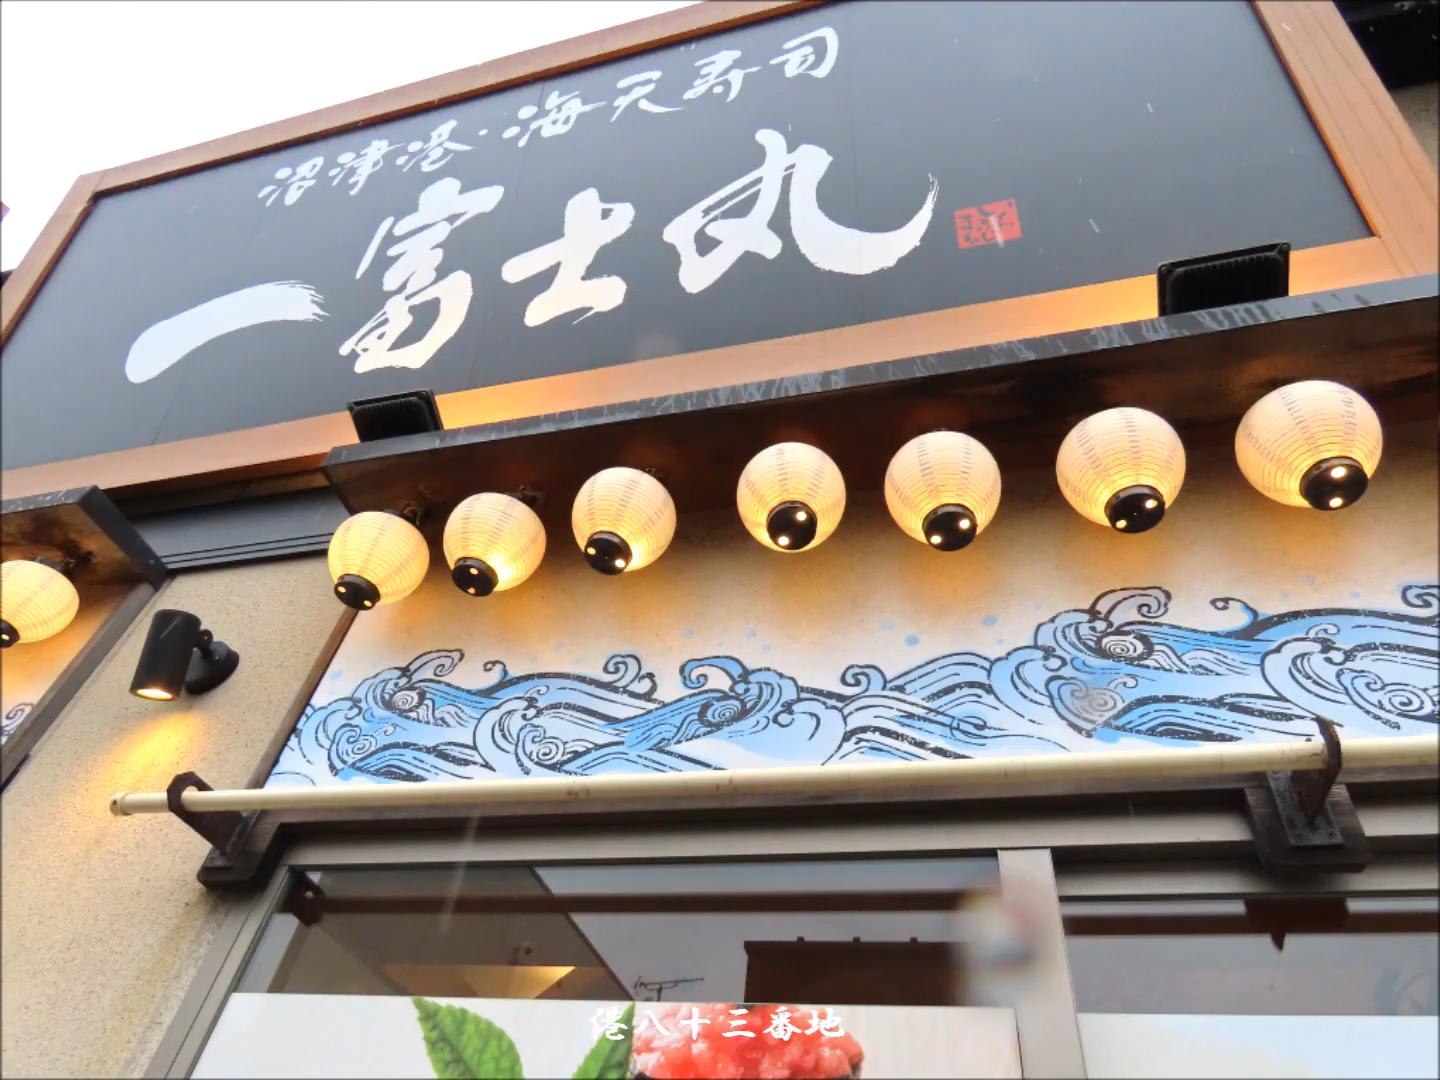 沼津港・海天寿司
一富士丸
港八十三番地